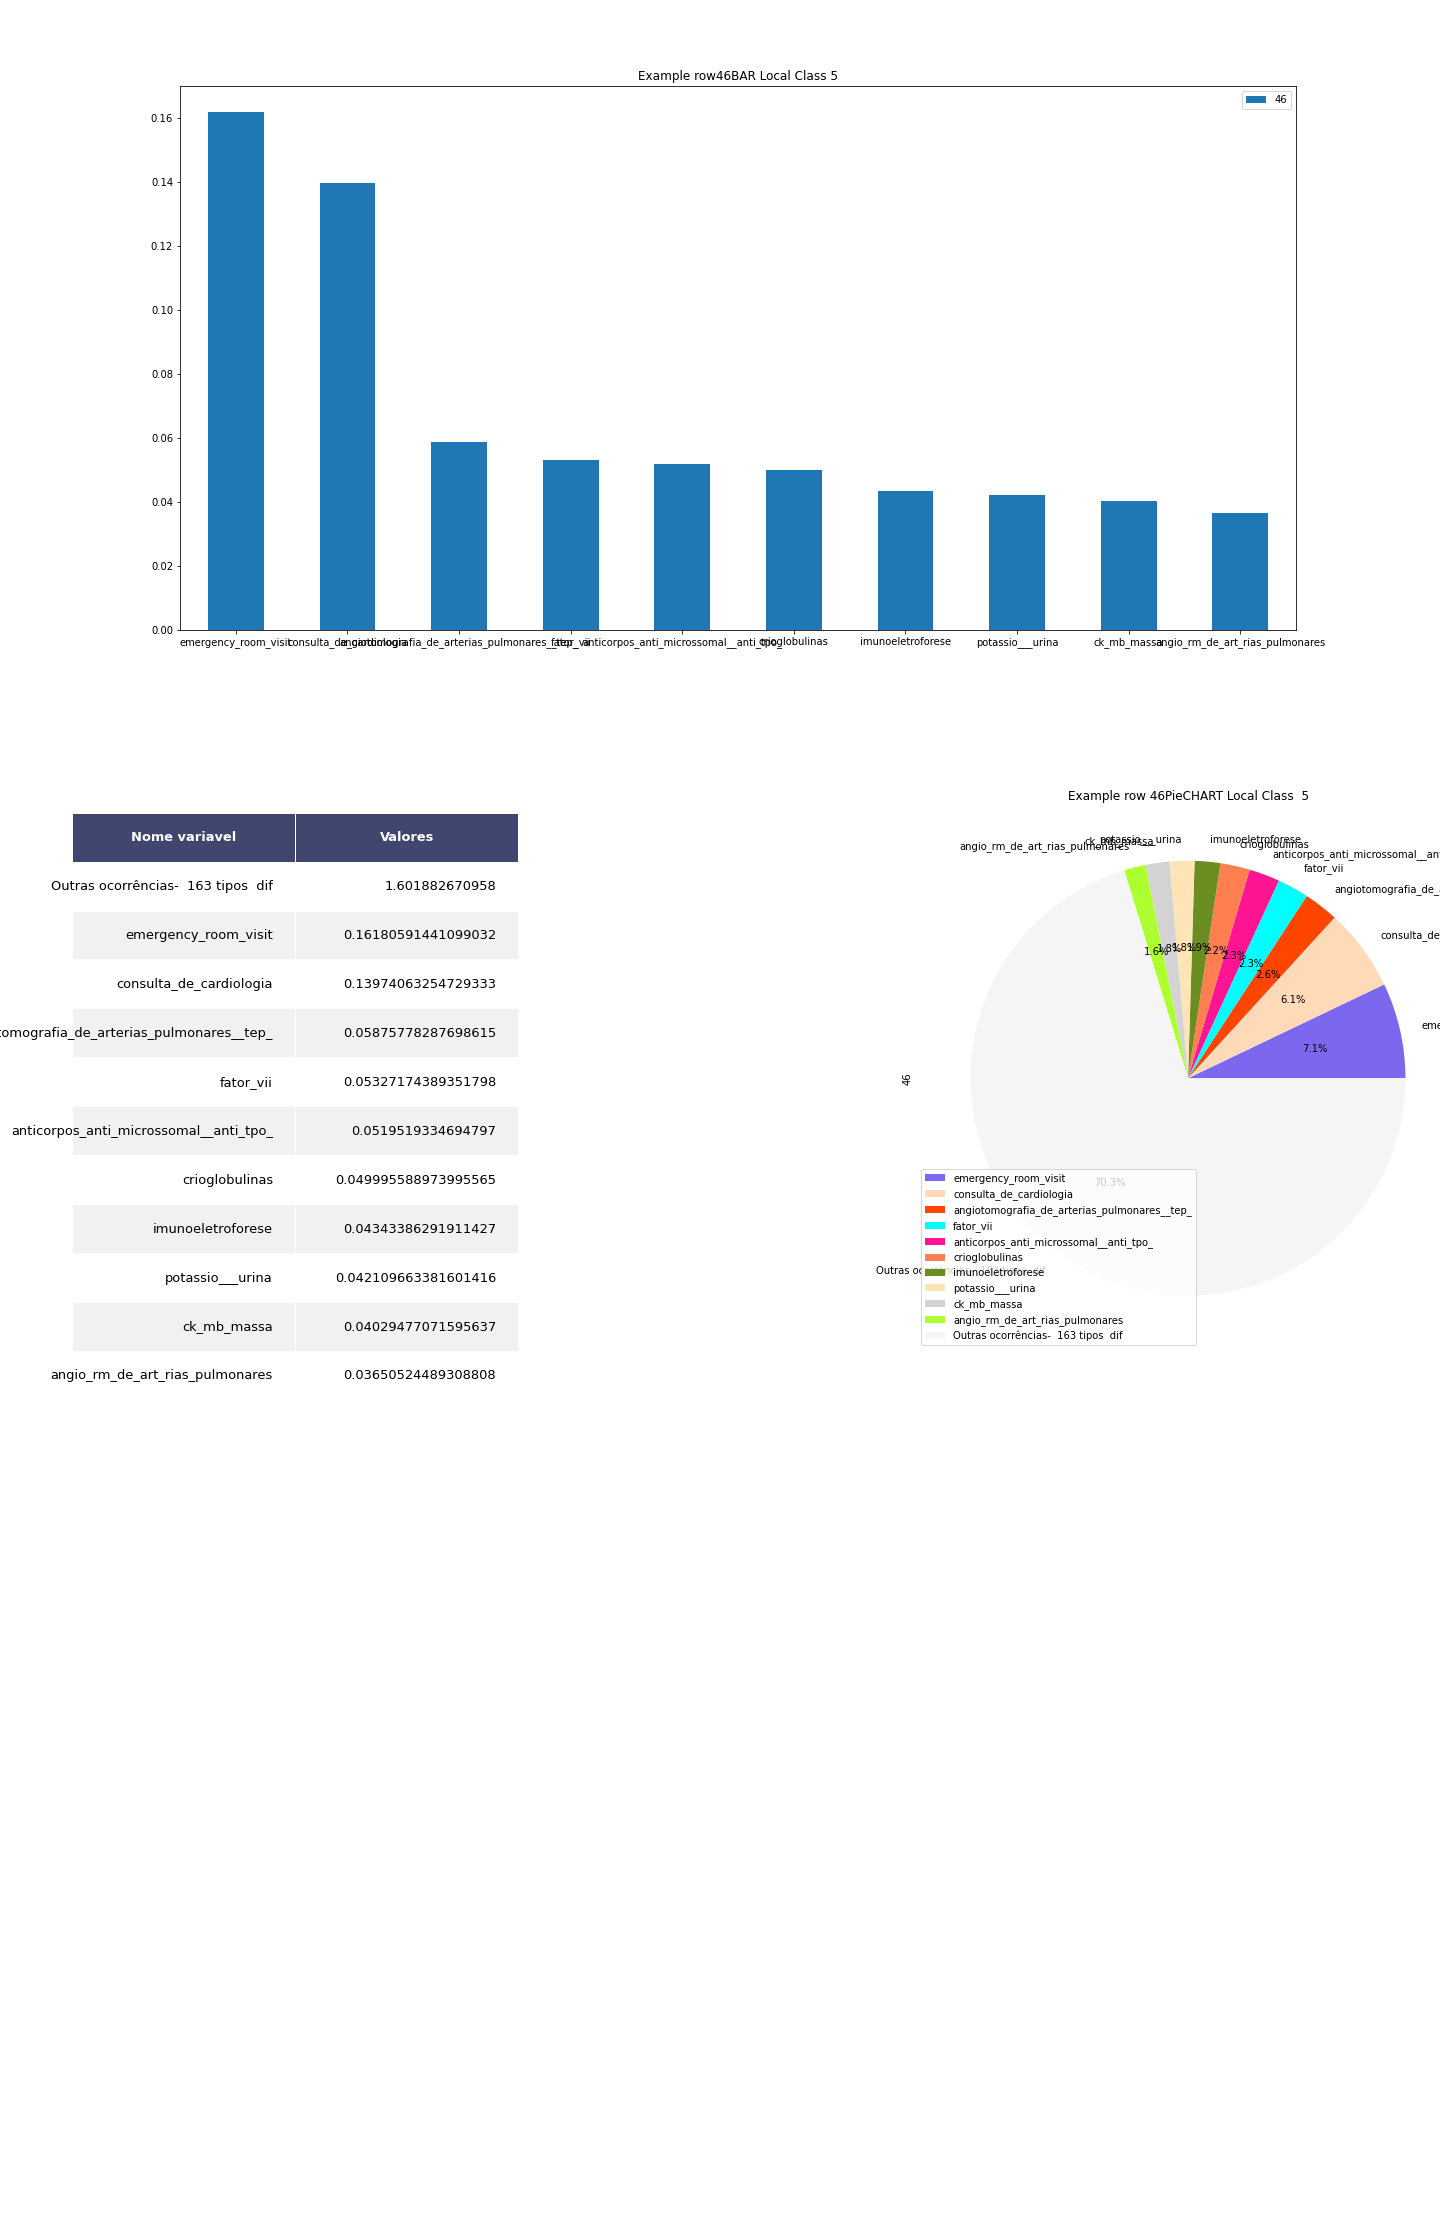 Example row46BAR Local Class 5
46
0.16
0.14
0.12
0.10
0.08
0.06
0.04
0.02
0.00
emergency_room_visit
consulta_de_cardiologia
angiotomografia_de_arterias_pulmonares__tep_
fator_vii
anticorpos_anti_microssomal__anti_tpo_
crioglobulinas
imunoeletroforese
potassio___urina
ck_mb_massa
angio_rm_de_art_rias_pulmonares
Nome variavel Valores
Outras ocorrências- 163 tipos dif 1.601882670958
emergency_room_visit 0.16180591441099032
consulta_de_cardiologia 0.13974063254729333
tomografia_de_arterias_pulmonares__tep_ 0.05875778287698615
fator_vii 0.05327174389351798
anticorpos_anti_microssomal__anti_tpo_ 0.0519519334694797
crioglobulinas 0.049995588973995565
imunoeletroforese 0.04343386291911427
potassio___urina 0.042109663381601416
ck_mb_massa 0.04029477071595637
angio_rm_de_art_rias_pulmonares 0.03650524489308808
Example row 46PieCHART Local Class 5
angio_rm_de_art_rias_pulmonares
ck_mb_massa
potassio___urina
imunoeletroforese
crioglobulinas
anticorpos_anti_microssomal__ant
fator_vii
angiotomografia_de_
consulta_de
eme
1.6%
1.8%
1.8%
1.9%
2.2%
2.3%
2.3%
2.6%
6.1%
7.1%
46
70.3%
Outras ocorrências- 163 tipos dif
emergency_room_visit
consulta_de_cardiologia
angiotomografia_de_arterias_pulmonares__tep_
fator_vii
anticorpos_anti_microssomal__anti_tpo_
crioglobulinas
imunoeletroforese
potassio___urina
ck_mb_massa
angio_rm_de_art_rias_pulmonares
Outras ocorrências- 163 tipos dif